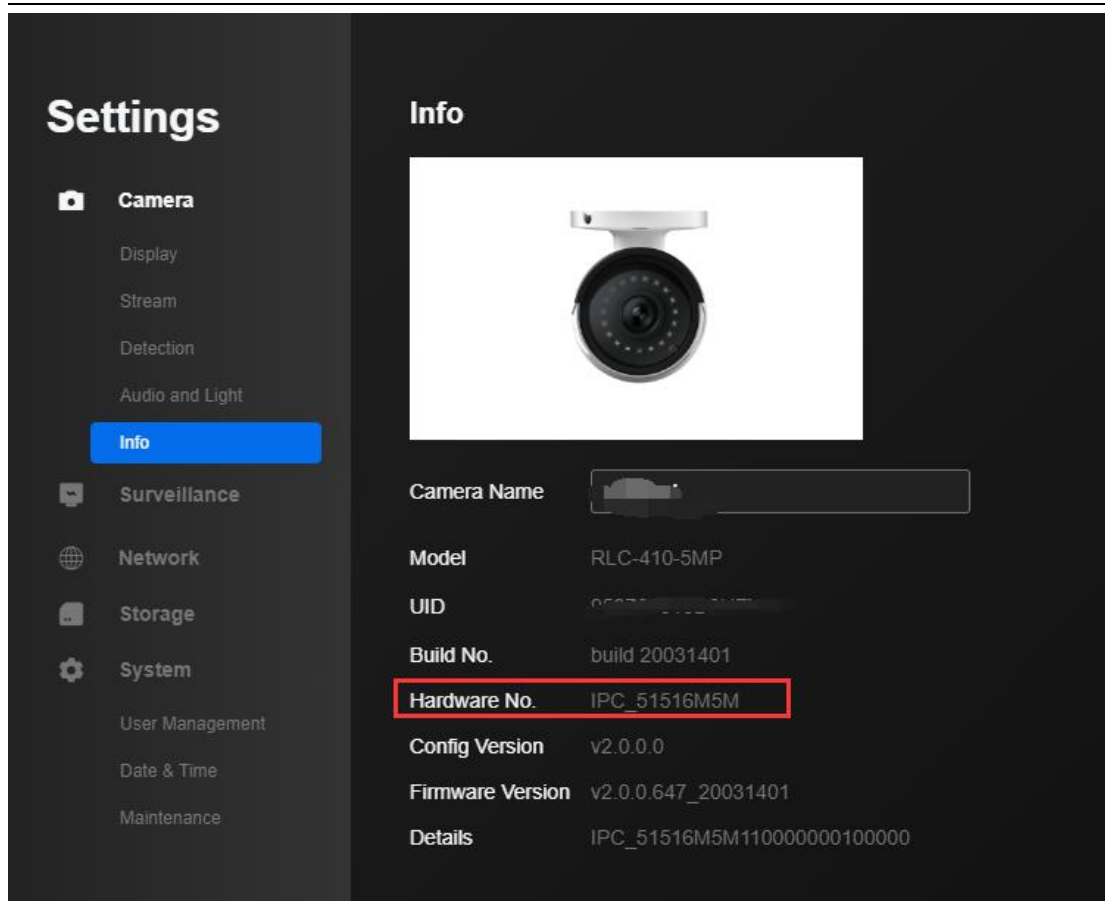 Settings
Camera
Display
Stream
Detection
Audio and Light
Info
Surveillance
Network
Storage
System
User Management
Date & Time
Maintenance
Info
Camera Name
Model RLC-410-5MP
UID
Build No. build 20031401
Hardware No. IPC_51516M5M
Config Version v2.0.0.0
Firmware Version v2.0.0.647_20031401
Details IPC_51516M5M110000000100000